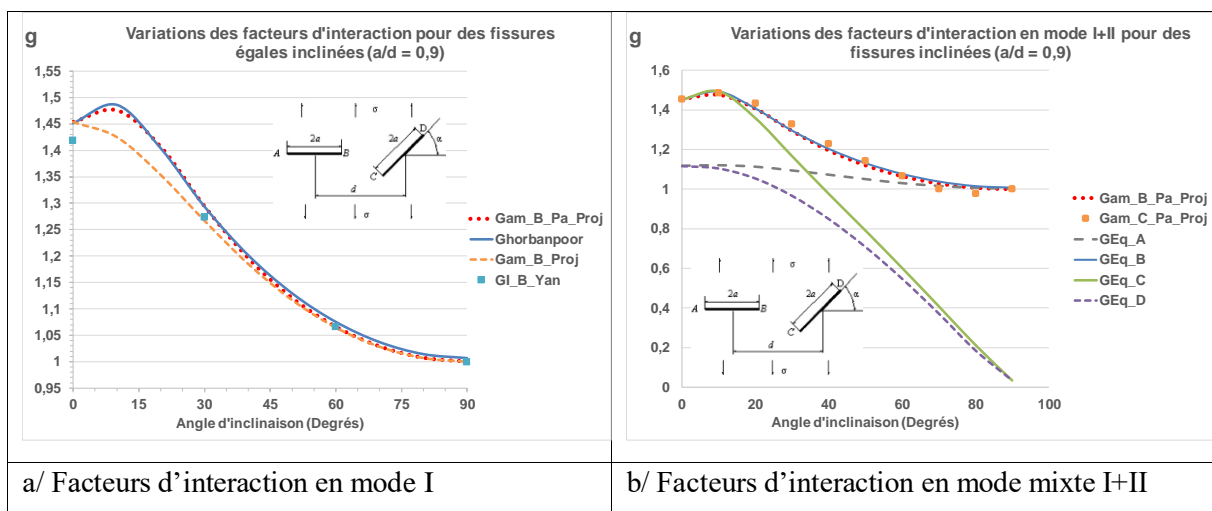 g
Variations des facteurs d'interaction pour des fissures
égales inclinées (a/d = 0,9)
1,55
1,5
1,45
1,4
1,35
1,3
1,25
1,2
1,15
1,1
1,05
1
0,95
0
15
30
45
60
75
90
Angle d'inclinaison (Degrés)
σ
2a
A
B
2a
D
α
C
d
σ
Gam_B_Pa_Proj
Ghorbanpoor
Gam_B_Proj
GI_B_Yan
g
Variations des facteurs d'interaction en mode I+II pour des
fissures inclinées (a/d = 0,9)
1,6
1,4
1,2
1
0,8
0,6
0,4
0,2
0
0
20
40
60
80
100
Angle d'inclinaison (Degrés)
σ
2a
A
B
2a
D
α
C
d
σ
Gam_B_Pa_Proj
Gam_C_Pa_Proj
GEq_A
GEq_B
GEq_C
GEq_D
a/ Facteurs d’interaction en mode I
b/ Facteurs d’interaction en mode mixte I+II